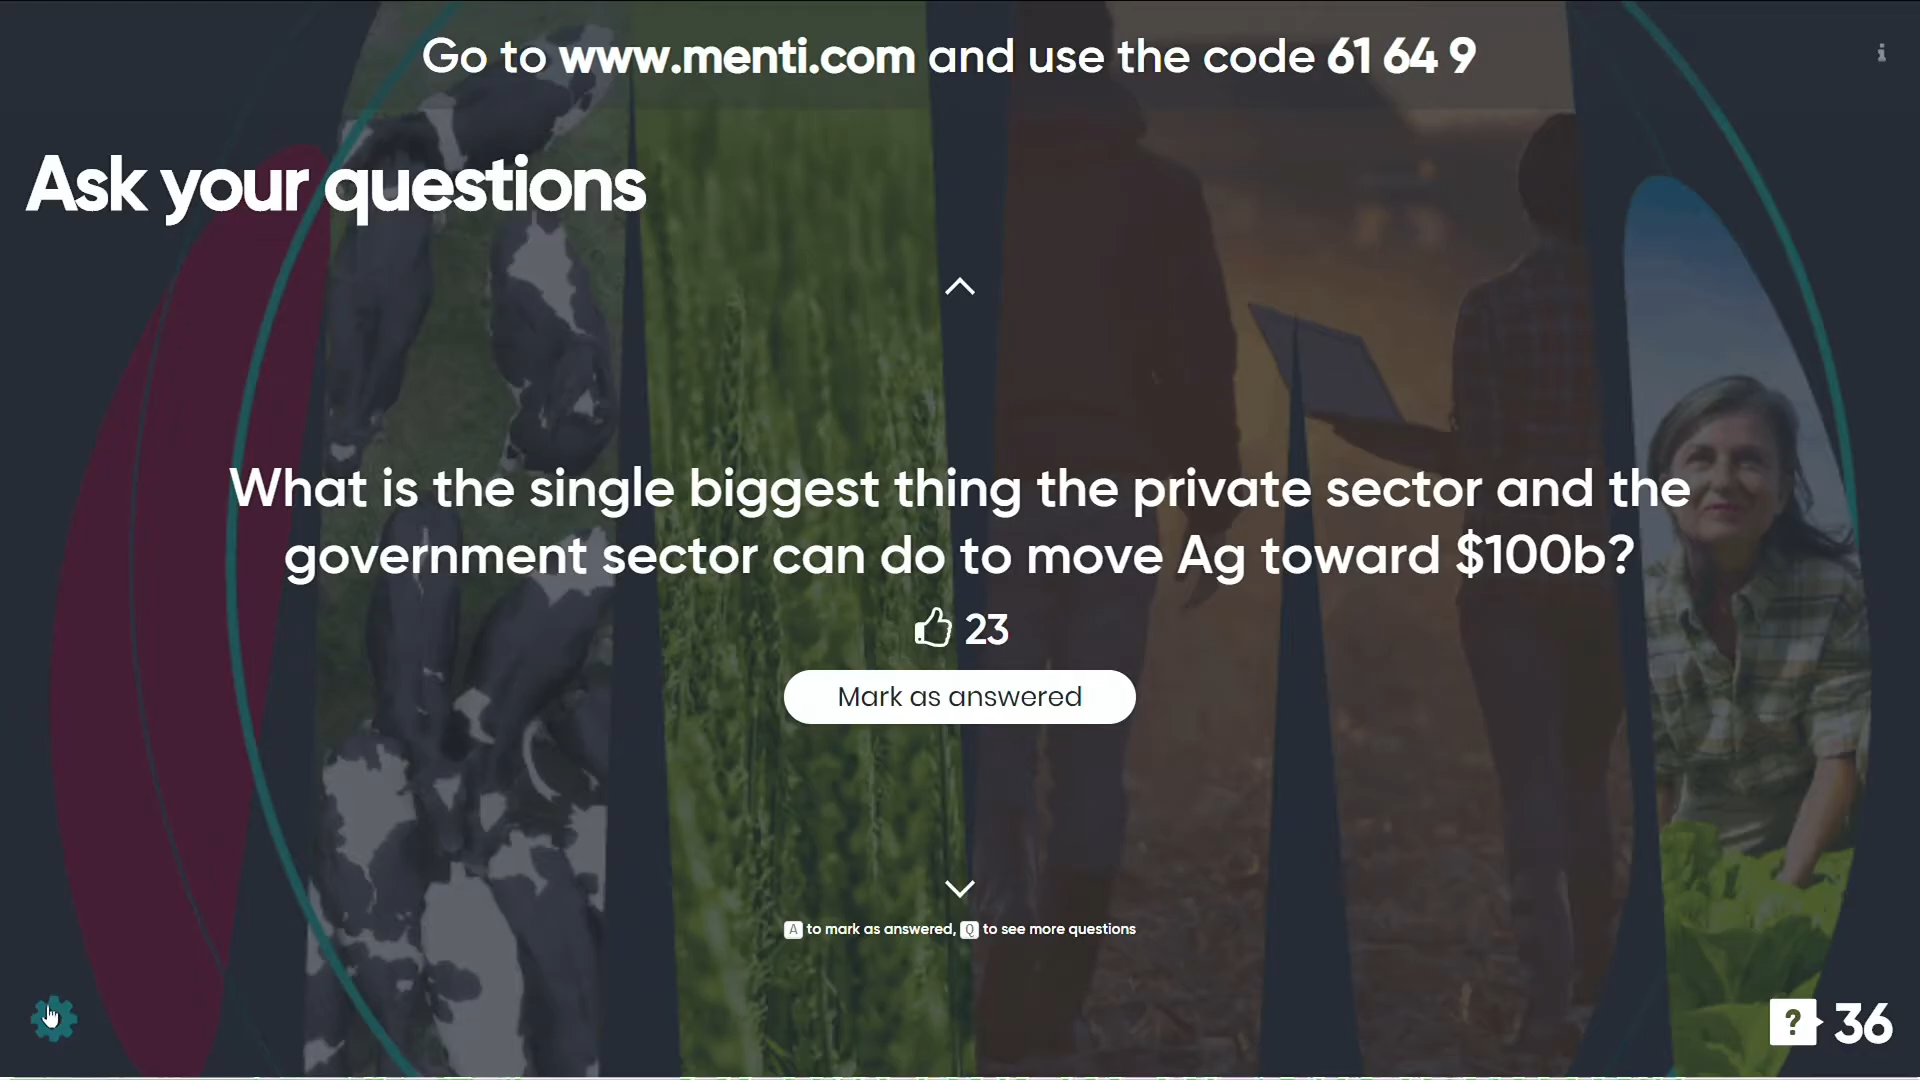 Go to www.menti.com and use the code 61 64 9
Ask your questions
What is the single biggest thing the private sector and the
government sector can do to move Ag toward $100b?
23
Mark as answered
A to mark as answered, Q to see more questions
? 36